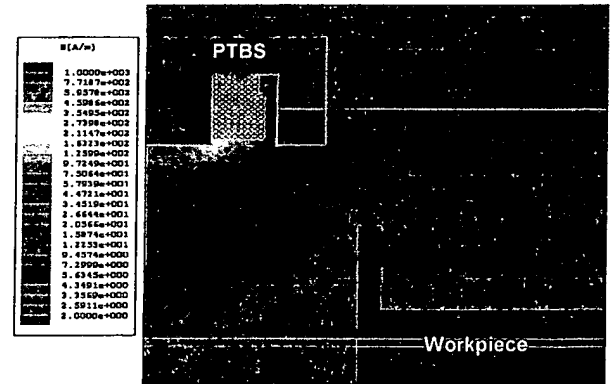 H[A/m]
1.0000e+003
7.7187e+002
5.9578e+002
4.5986e+002
3.5495e+002
2.7398e+002
2.1147e+002
1.6323e+002
1.2599e+002
9.7249e+001
7.5064e+001
5.7939e+001
4.4721e+001
3.4519e+001
2.6644e+001
2.0566e+001
1.5874e+001
1.2253e+001
9.4574e+000
7.2999e+000
5.6345e+000
4.3491e+000
3.3569e+000
2.5911e+000
2.0000e+000
PTBS
Workpiece